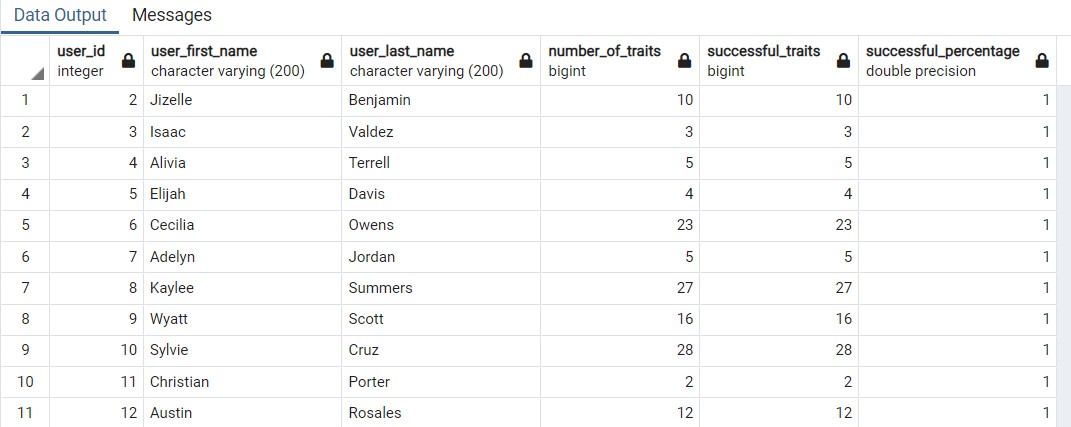 Data Output Messages
user_id user_first_name user_last_name number_of_traits successful_traits successful_percentage
integer character varying (200) character varying (200) bigint bigint double precision
1 2 Jizelle Benjamin 10 10 1
2 3 Isaac Valdez 3 3 1
3 4 Alivia Terrell 5 5 1
4 5 Elijah Davis 4 4 1
5 6 Cecilia Owens 23 23 1
6 7 Adelyn Jordan 5 5 1
7 8 Kaylee Summers 27 27 1
8 9 Wyatt Scott 16 16 1
9 10 Sylvie Cruz 28 28 1
10 11 Christian Porter 2 2 1
11 12 Austin Rosales 12 12 1